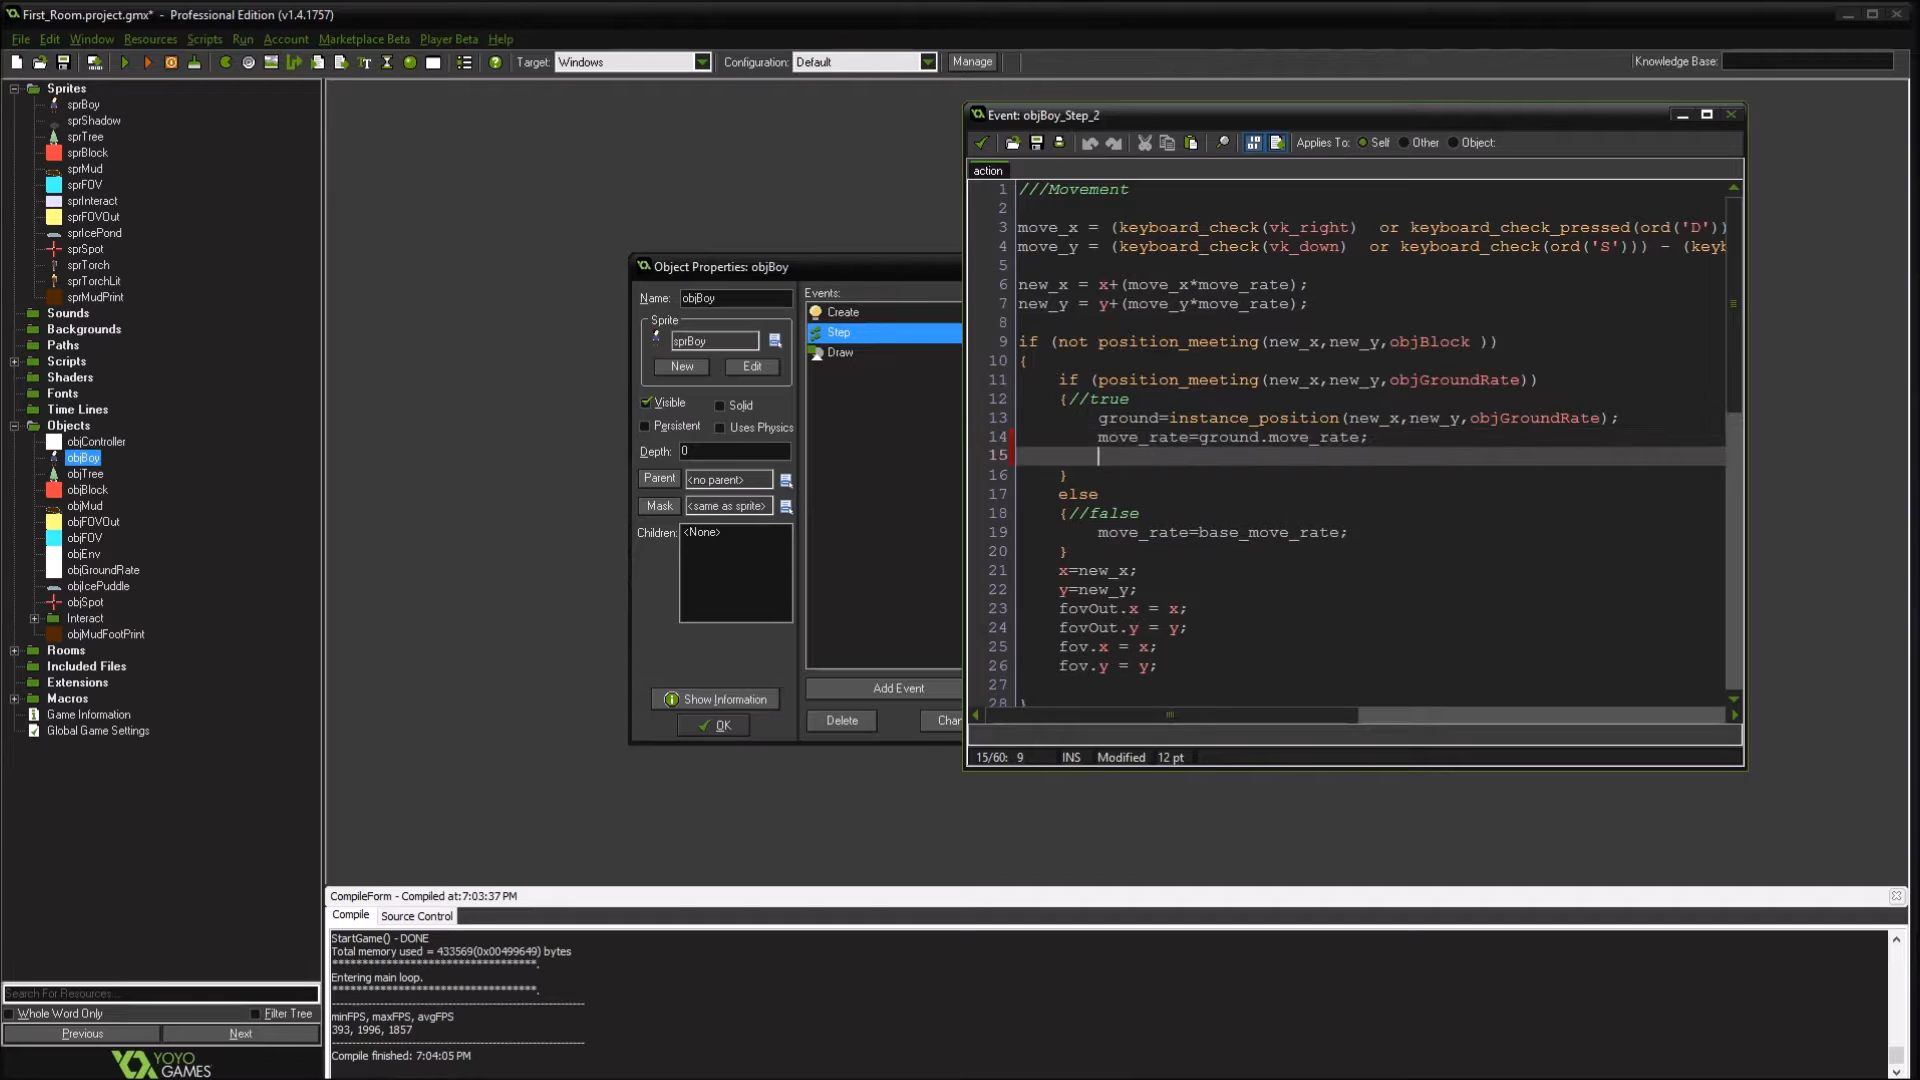 First_Room.project.gmx* - Professional Edition (v1.4.1757)
File Edit Window Resources Scripts Run Account Marketplace Beta Player Beta Help
Target: Windows Configuration: Default Manage Knowledge Base:
Sprites
sprBoy
sprShadow
sprTree
sprBlock
sprMud
sprFOV
sprInteract
sprFOVOut
sprIcePond
sprSpot
sprTorch
sprTorchLit
sprMudPrint
Sounds
Backgrounds
Paths
Scripts
Shaders
Fonts
Time Lines
Objects
objController
objBoy
objTree
objBlock
objMud
objFOVOut
objFOV
objEnv
objGroundRate
objIcePuddle
objSpot
Interact
objMudFootPrint
Rooms
Included Files
Extensions
Macros
Game Information
Global Game Settings
Search For Resources...
Whole Word Only Filter Tree
Previous Next
YOYO
GAMES
Object Properties: objBoy
Name: objBoy
Sprite
sprBoy
New Edit
Visible Solid
Persistent Uses Physics
Depth: 0
Parent <no parent>
Mask <same as sprite>
Children: <None>
Show Information
OK
Events:
Create
Step
Draw
Add Event
Delete Chan
Event: objBoy_Step_2
Applies To: Self Other Object:
action
1 ///Movement
2
3 move_x = (keyboard_check(vk_right)  or keyboard_check_pressed(ord('D'))
4 move_y = (keyboard_check(vk_down)  or keyboard_check(ord('S'))) - (keyb
5
6 new_x = x+(move_x*move_rate);
7 new_y = y+(move_y*move_rate);
8
9 if (not position_meeting(new_x,new_y,objBlock ))
10 {
11 if (position_meeting(new_x,new_y,objGroundRate))
12 {//true
13 ground=instance_position(new_x,new_y,objGroundRate);
14 move_rate=ground.move_rate;
15
16 }
17 else
18 {//false
19 move_rate=base_move_rate;
20 }
21 x=new_x;
22 y=new_y;
23 fovOut.x = x;
24 fovOut.y = y;
25 fov.x = x;
26 fov.y = y;
27
28 }
15/60: 9 INS Modified 12 pt
CompileForm - Compiled at:7:03:37 PM
Compile Source Control
StartGame() - DONE
Total memory used = 433569(0x00499649) bytes
***********************************.
Entering main loop.
***********************************.
minFPS, maxFPS, avgFPS
393, 1996, 1857
Compile finished: 7:04:05 PM